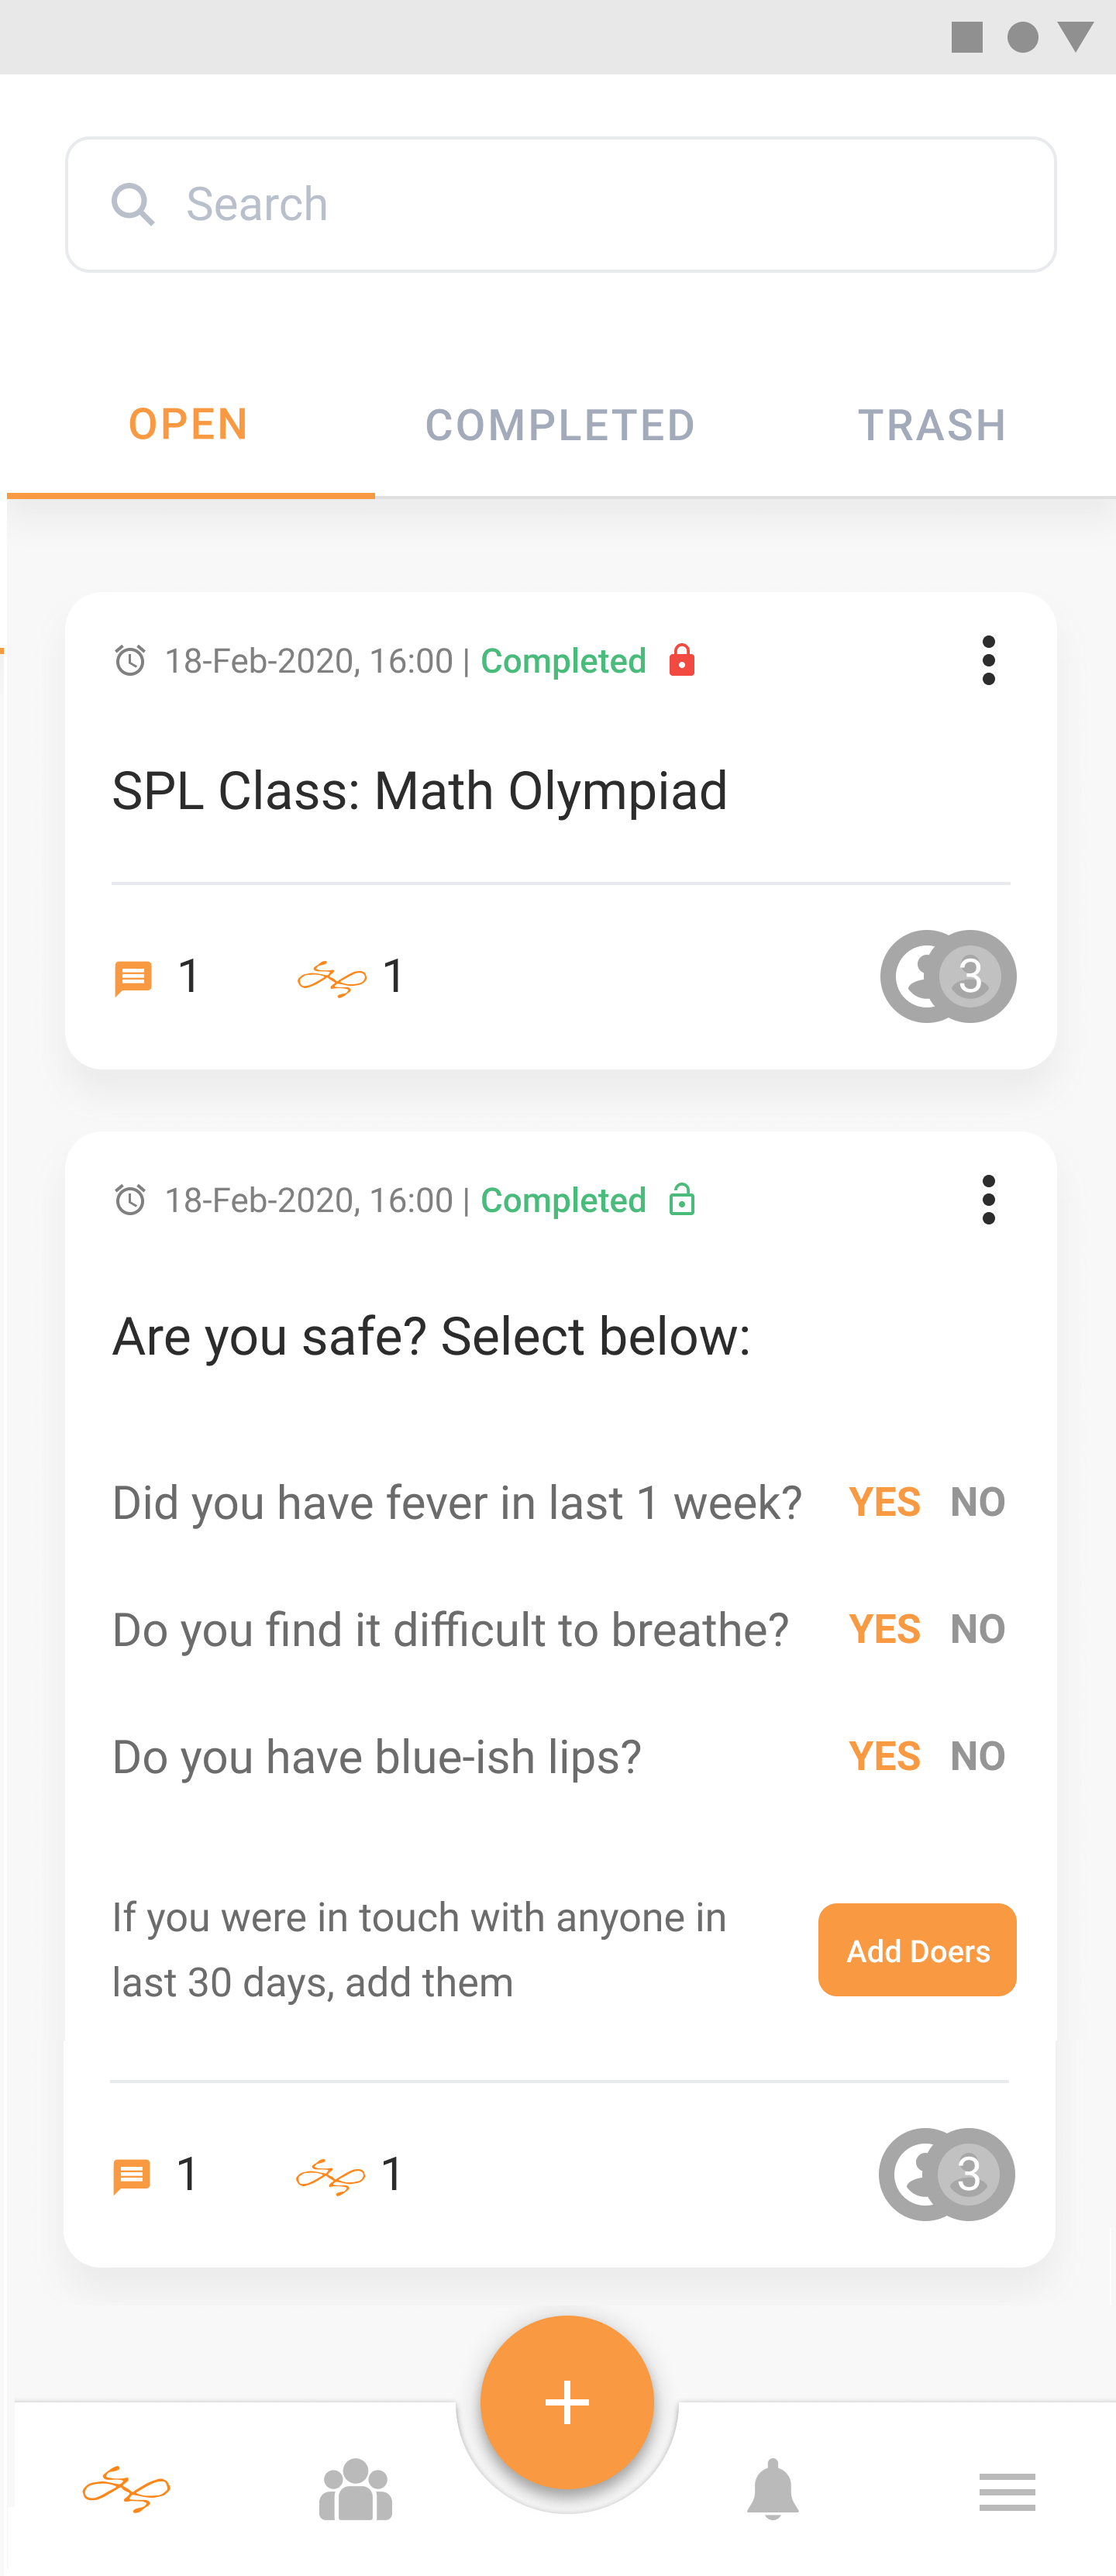 Search
OPEN COMPLETED TRASH
18-Feb-2020, 16:00 | Completed
SPL Class: Math Olympiad
1 1 3
18-Feb-2020, 16:00 | Completed
Are you safe? Select below:
Did you have fever in last 1 week? YES NO
Do you find it difficult to breathe? YES NO
Do you have blue-ish lips? YES NO
If you were in touch with anyone in
last 30 days, add them
Add Doers
1 1 3